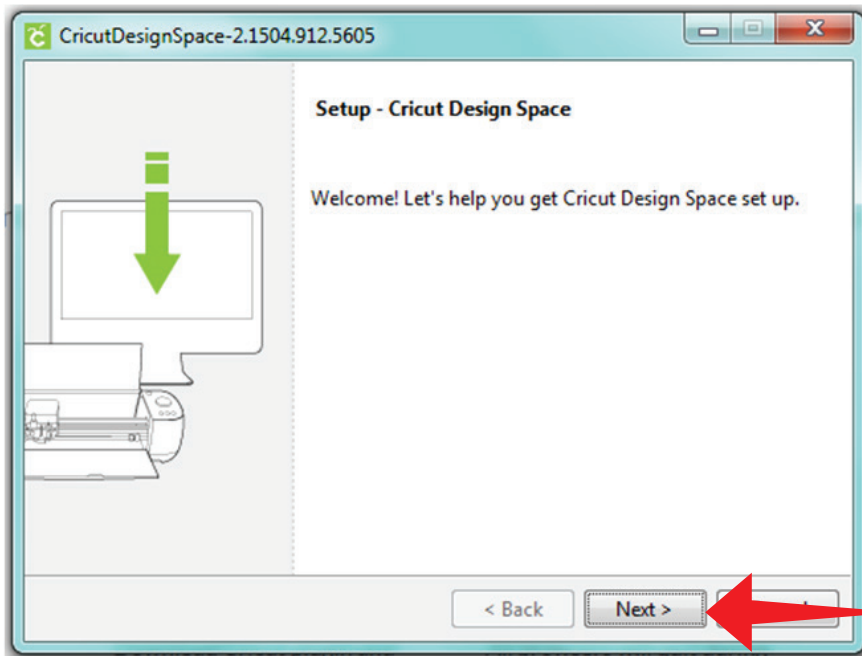 CricutDesignSpace-2.1504.912.5605
Setup - Cricut Design Space
Welcome! Let's help you get Cricut Design Space set up.
< Back Next >